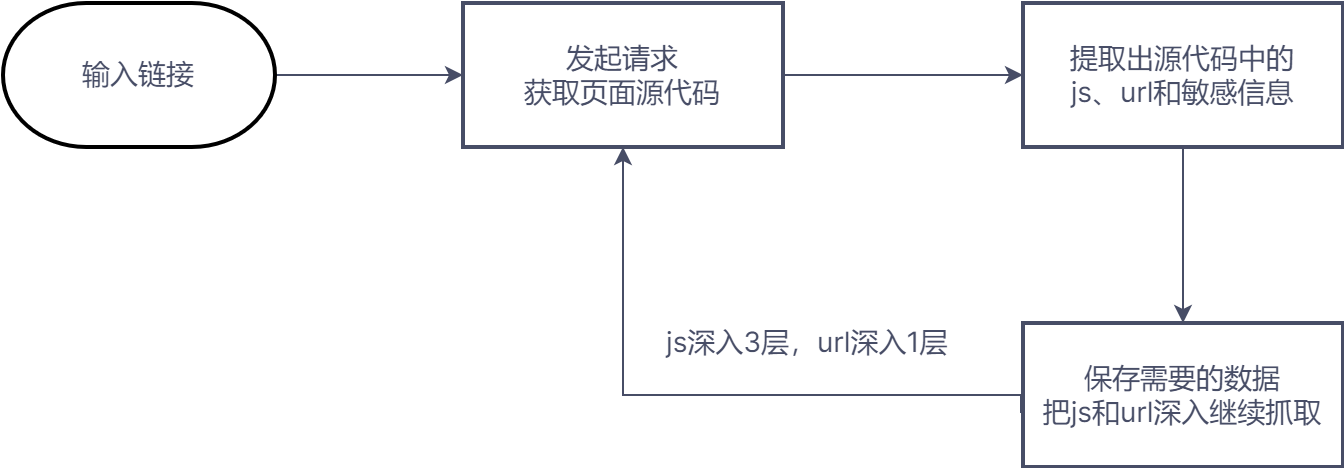 输入链接
发起请求
获取页面源代码
提取出源代码中的
js、url和敏感信息
js深入3层，url深入1层
保存需要的数据
把js和url深入继续抓取